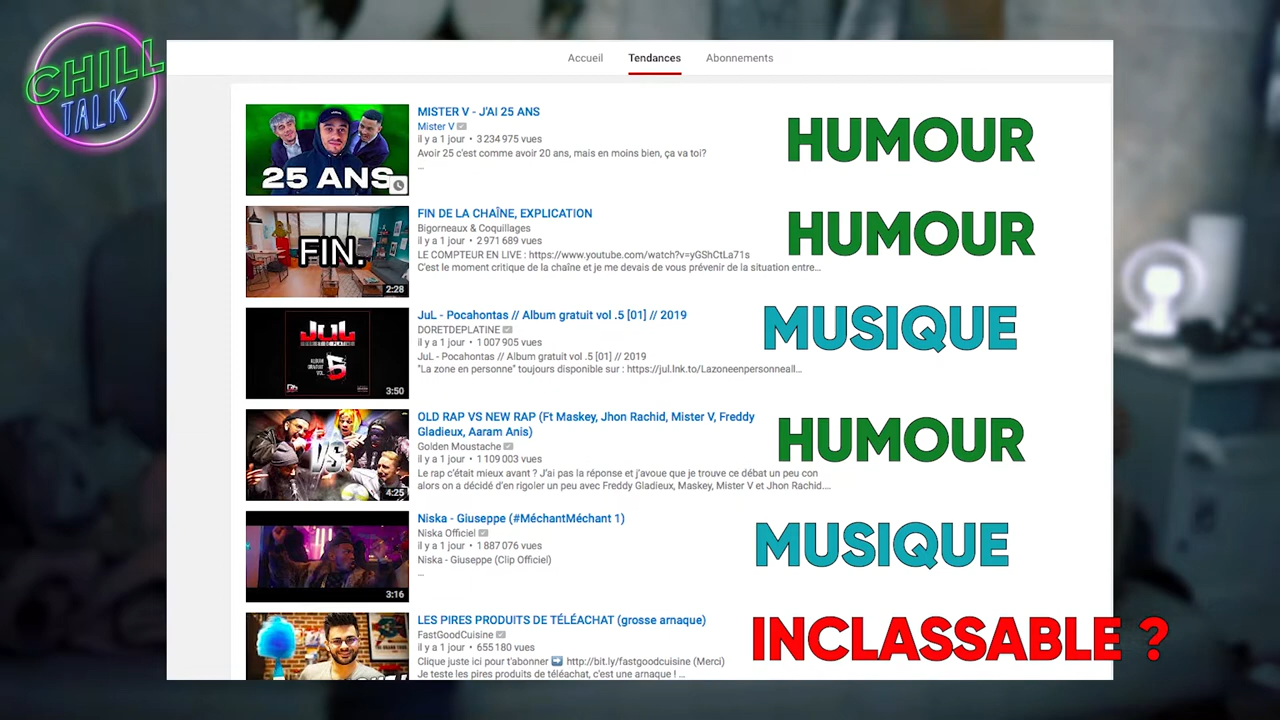 CHILL
TALK
Accueil
Tendances
Abonnements
MISTER V - J'AI 25 ANS
Mister V
il y a 1 jour • 3 234 975 vues
Avoir 25 c'est comme avoir 20 ans, mais en moins bien, ça va toi?
...
25 ANS
HUMOUR
FIN DE LA CHAÎNE, EXPLICATION
Bigorneaux & Coquillages
il y a 1 jour • 2 971 689 vues
LE COMPTEUR EN LIVE : https://www.youtube.com/watch?v=yGShCtLa71s
C'est le moment critique de la chaîne et je me devais de vous prévenir de la situation entre...
FIN.
2:28
HUMOUR
JuL - Pocahontas // Album gratuit vol .5 [01] // 2019
DORETDEPLATINE
il y a 1 jour • 1 007 905 vues
JuL - Pocahontas // Album gratuit vol .5 [01] // 2019
"La zone en personne" toujours disponible sur : https://jul.lnk.to/Lazoneenpersonneall...
JUL
ALBUM
GRATUIT
VOL.
5
3:50
MUSIQUE
OLD RAP VS NEW RAP (Ft Maskey, Jhon Rachid, Mister V, Freddy
Gladieux, Aaram Anis)
Golden Moustache
il y a 1 jour • 1 109 003 vues
Le rap c'était mieux avant ? J'ai pas la réponse et j'avoue que je trouve ce débat un peu con
alors on a décidé d'en rigoler un peu avec Freddy Gladieux, Maskey, Mister V et Jhon Rachid....
VS
4:25
HUMOUR
Niska - Giuseppe (#MéchantMéchant 1)
Niska Officiel
il y a 1 jour • 1 887 076 vues
Niska - Giuseppe (Clip Officiel)
...
3:16
MUSIQUE
LES PIRES PRODUITS DE TÉLÉACHAT (grosse arnaque)
FastGoodCuisine
il y a 1 jour • 655 180 vues
Clique juste ici pour t'abonner ➡ http://bit.ly/fastgoodcuisine (Merci)
Je teste les pires produits de téléachat, c'est une arnaque ! ...
INCLASSABLE ?